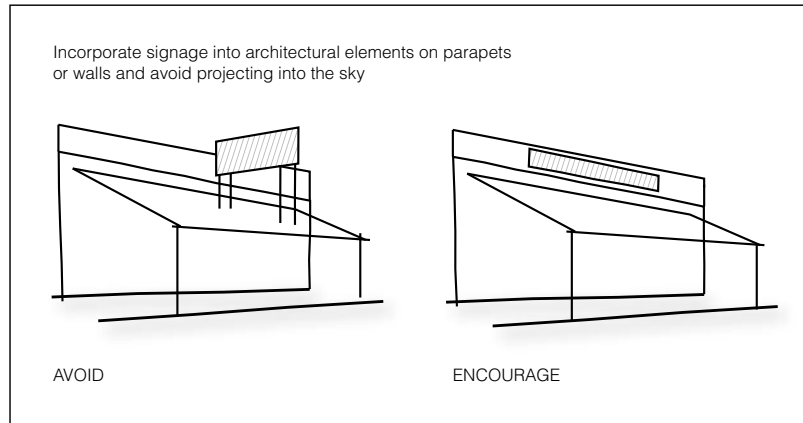 Incorporate signage into architectural elements on parapets
or walls and avoid projecting into the sky
AVOID
ENCOURAGE